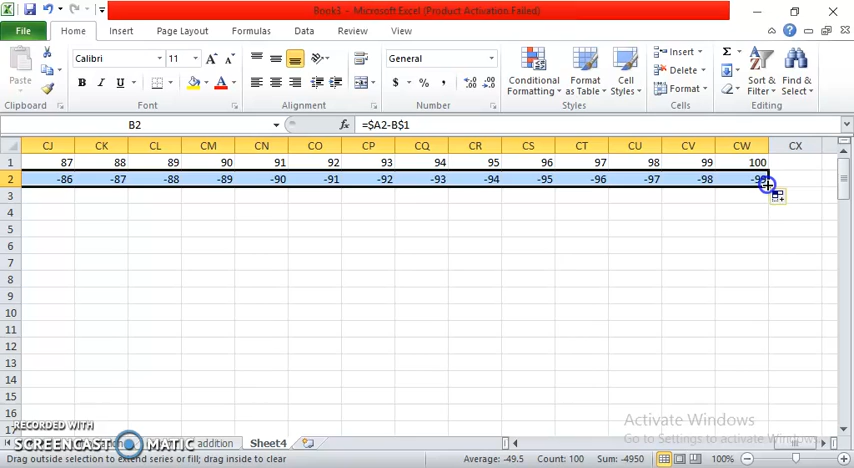 Book3 – Microsoft Excel (Product Activation Failed)
File Home Insert Page Layout Formulas Data Review View
Paste Calibri 11 General Conditional Formatting Format as Table Cell Styles Insert Delete Format Sort & Filter Find & Select
Clipboard Font Alignment Number Styles Cells Editing
B2 fx =$A2-B$1
CJ CK CL CM CN CO CP CQ CR CS CT CU CV CW CX
1 87 88 89 90 91 92 93 94 95 96 97 98 99 100
2 -86 -87 -88 -89 -90 -91 -92 -93 -94 -95 -96 -97 -98
3
4
5
6
7
8
9
10
11
12
13
14
15
16
17
RECORDED WITH
SCREENCAST MATIC
Activate Windows
Go to Settings to activate Windows.
addition Sheet4
Drag outside selection to extend series or fill; drag inside to clear Average: -49.5 Count: 100 Sum: -4950 100%